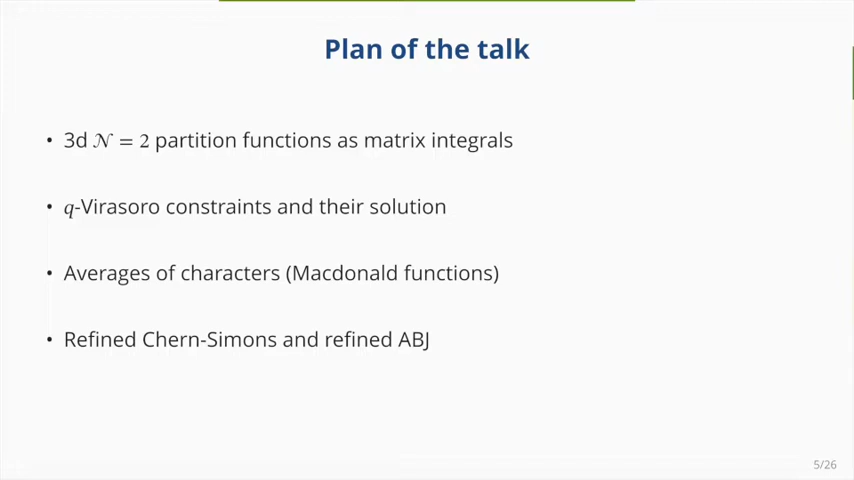 Plan of the talk
• 3d 𝒩 = 2 partition functions as matrix integrals
• q-Virasoro constraints and their solution
• Averages of characters (Macdonald functions)
• Refined Chern-Simons and refined ABJ
5/26